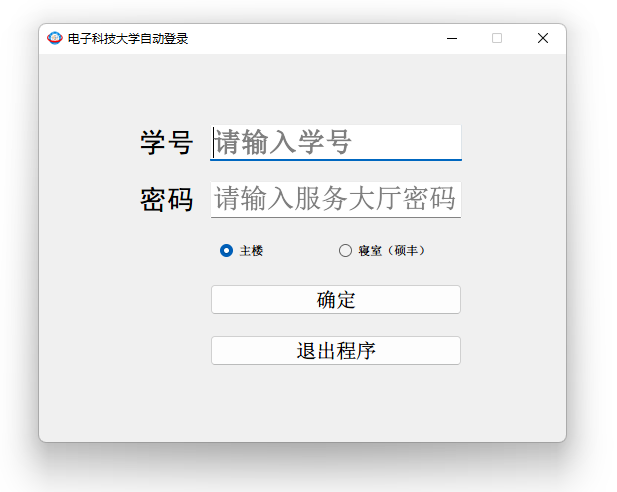 电子科技大学自动登录
学号 请输入学号
密码 请输入服务大厅密码
主楼 寝室（硕丰）
确定
退出程序